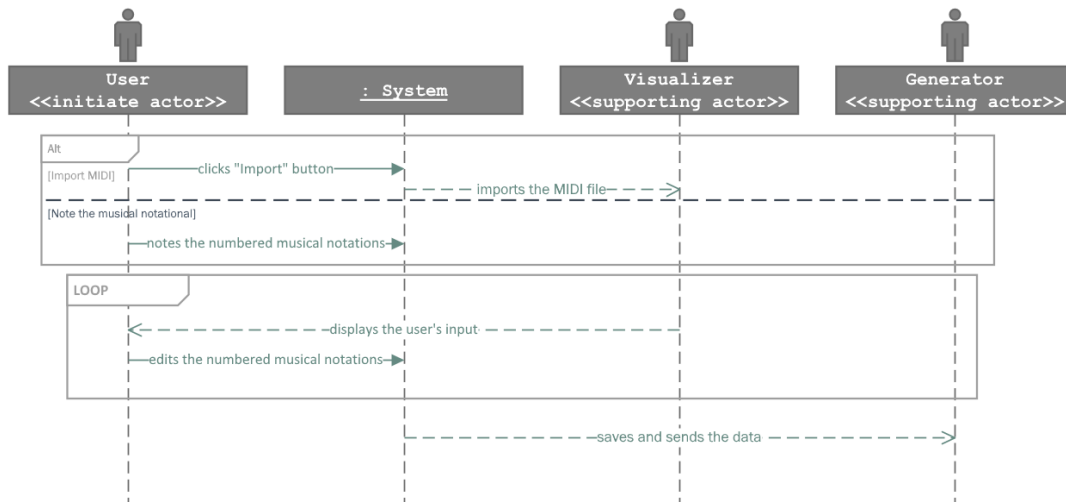 User
<<initiate actor>>
: System
Visualizer
<<supporting actor>>
Generator
<<supporting actor>>
Alt
[Import MIDI]
clicks "Import" button
imports the MIDI file
[Note the musical notational]
notes the numbered musical notations
LOOP
displays the user's input
edits the numbered musical notations
saves and sends the data